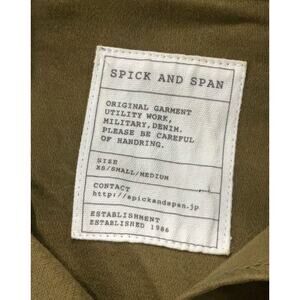 SPICK AND SPAN
ORIGINAL GARMENT
UTILITY WORK,
MILITARY,DENIM.
PLEASE BE CAREFUL
OF HANDRING.
SIZE
XS/SMALL/MEDIUM
CONTACT
http://spickandspan.jp
ESTABLISHMENT
ESTABLISHED 1986